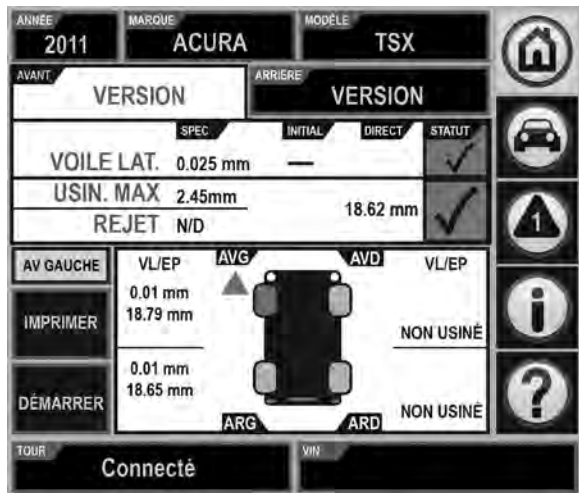 ANNÉE MARQUE MODÈLE
2011 ACURA TSX
AVANT ARRIÈRE
VERSION VERSION
SPEC INITIAL DIRECT STATUT
VOILE LAT. 0.025 mm —
USIN. MAX 2.45mm
18.62 mm
REJET N/D
1
AV GAUCHE
IMPRIMER
DÉMARRER
VL/EP AVG AVD VL/EP
0.01 mm
18.79 mm
NON USINÉ
0.01 mm
18.65 mm
NON USINÉ
ARG ARD
i
?
TOUR VIN
Connecté